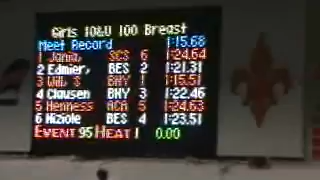 Girls 10&U 100 Breast
Meet Record 1:15.68
1 SCS 6 1:24.64
2 Edmier, BES 2 1:21.31
3 Will, S BHY 1 1:15.51
4 Clausen BHY 3 1:22.46
5 Henness ACA 5 1:24.63
6 Niziole BES 4 1:23.51
EVENT 95 HEAT 1 0.00